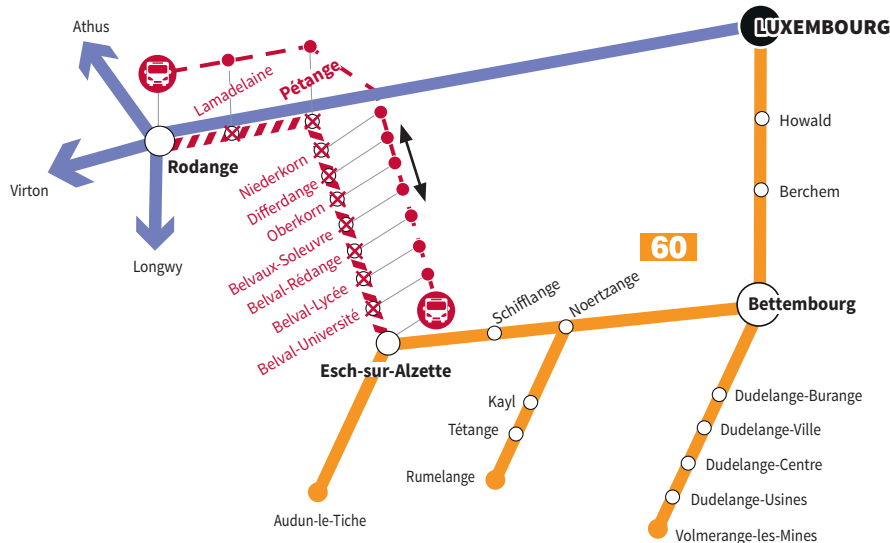 Athus
LUXEMBOURG
Lamadelaine
Pétange
Howald
Rodange
Niederkorn
Virton
Differdange
Berchem
Oberkorn
Belvaux-Soleuvre
60
Longwy
Belval-Rédange
Belval-Lycée
Noertzange
Schifflange
Bettembourg
Belval-Université
Esch-sur-Alzette
Kayl
Dudelange-Burange
Tétange
Dudelange-Ville
Rumelange
Dudelange-Centre
Dudelange-Usines
Audun-le-Tiche
Volmerange-les-Mines